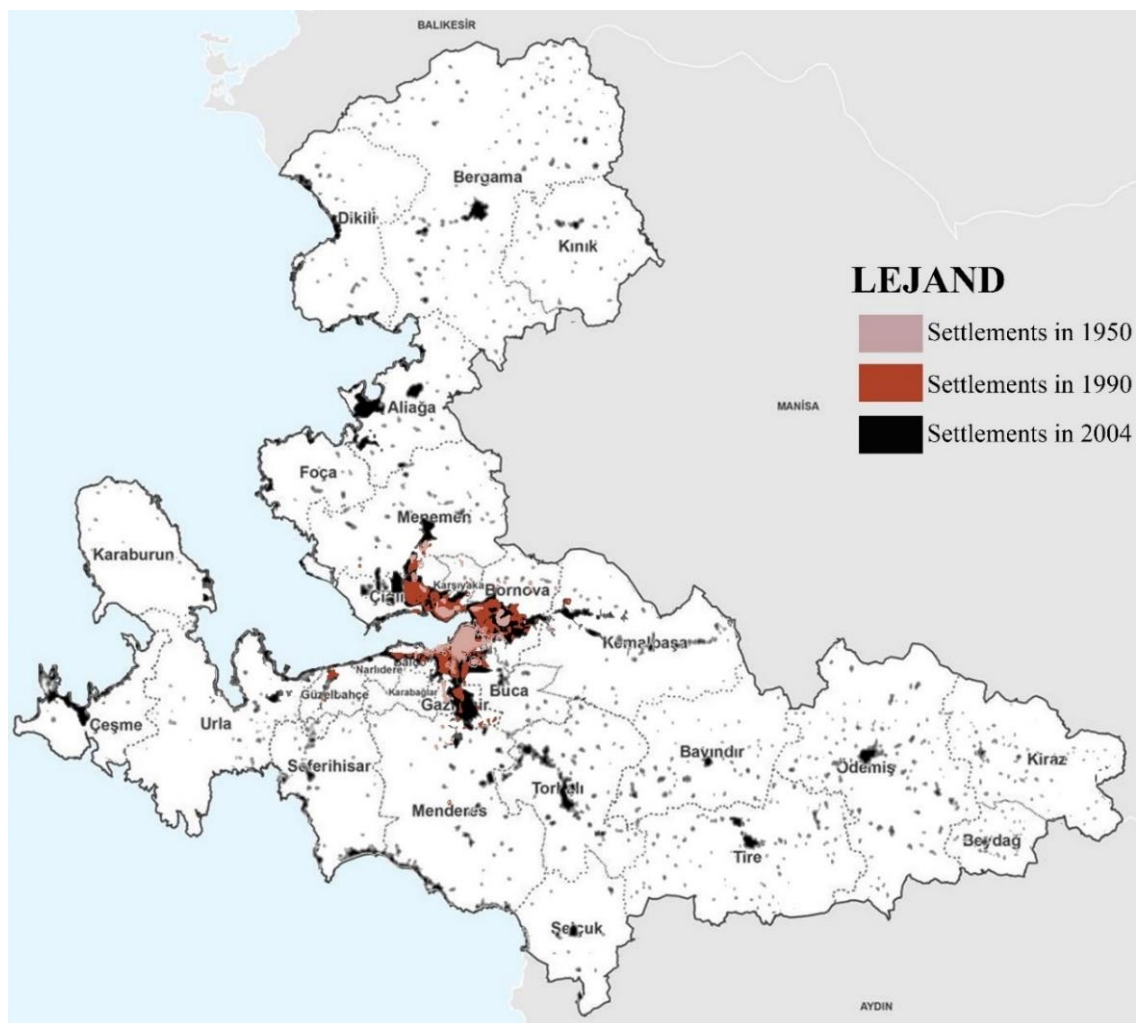 BALIKESİR
Bergama
Dikili
Kınık
LEJAND
Settlements in 1950
Settlements in 1990
Settlements in 2004
MANİSA
Aliağa
Foça
Menemen
Karaburun
Karşıyaka
Bornova
Çiğli
Kemalpaşa
Balço
Narlıdere
Güzelbahçe
Karabağlar
Buca
Gaziemir
Çeşme
Urla
Seferihisar
Bayındır
Ödemiş
Kiraz
Torbalı
Menderes
Beydağ
Tire
Selçuk
AYDIN